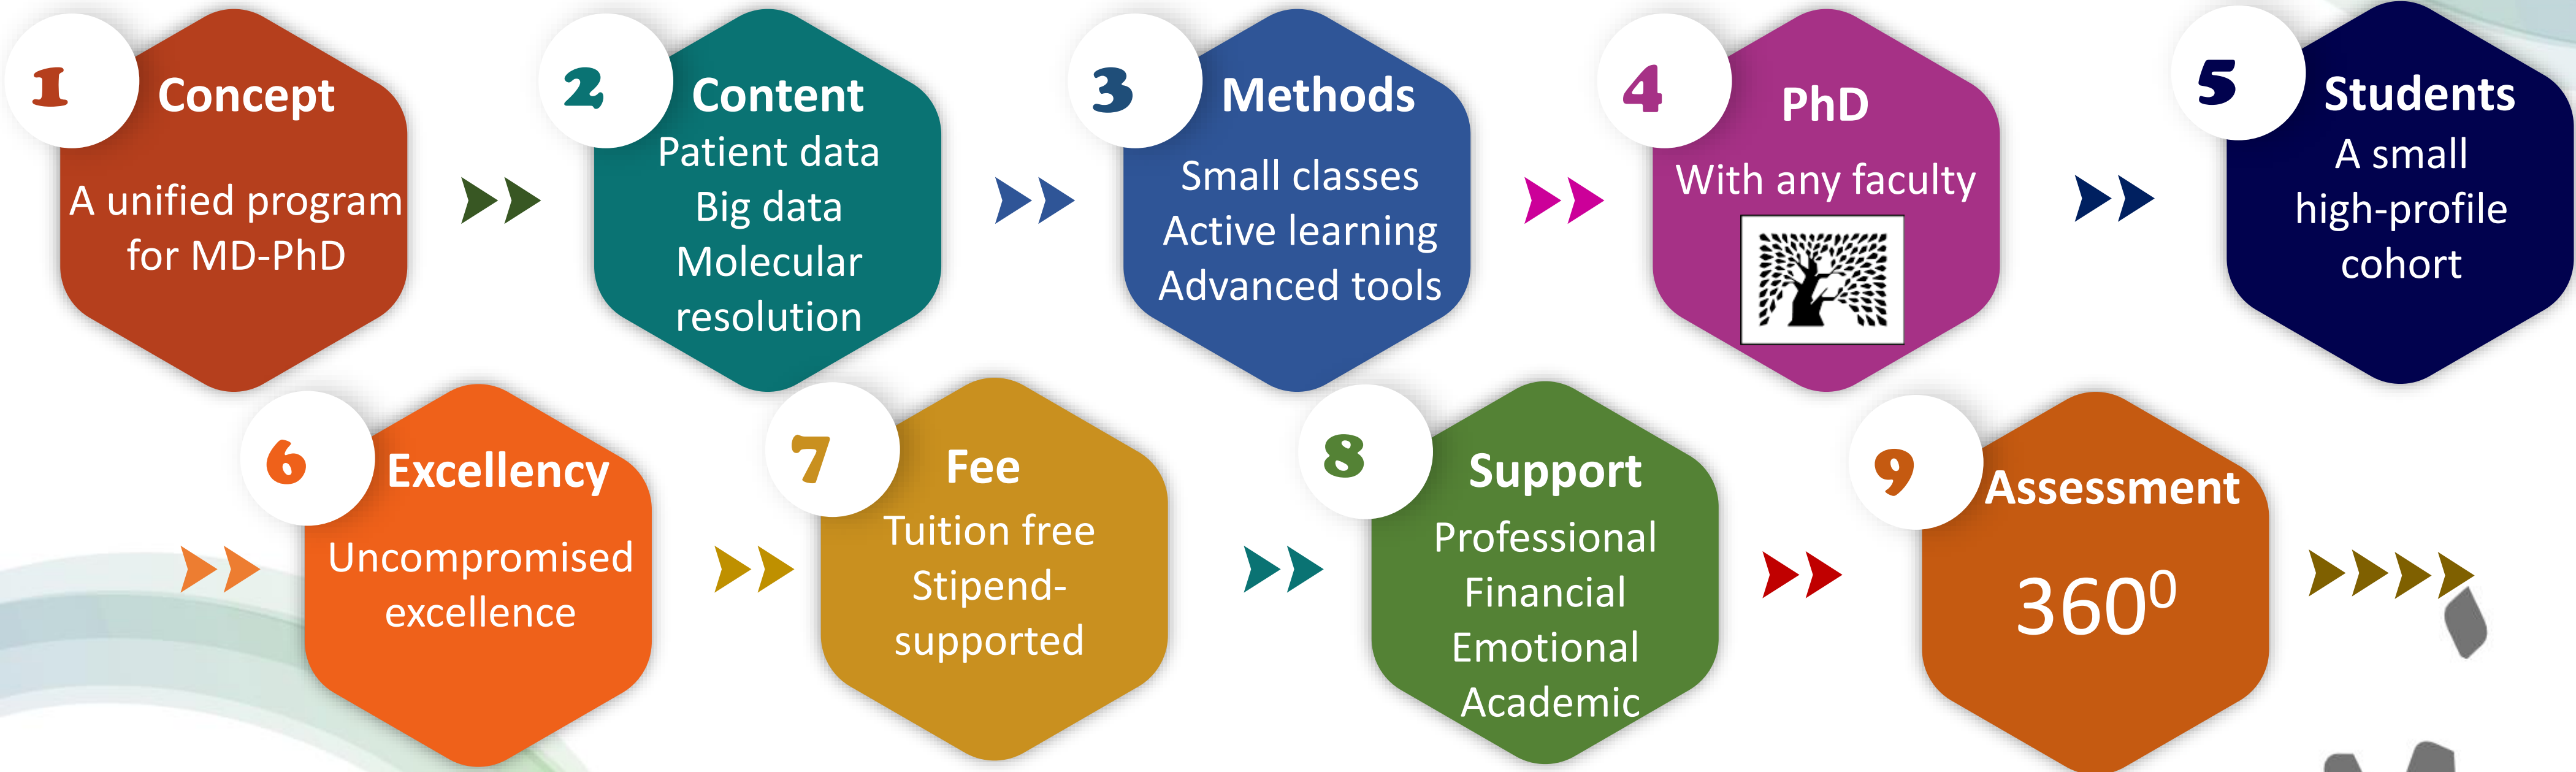 1
Concept
A unified program
for MD-PhD
2
Content
Patient data
Big data
Molecular
resolution
3
Methods
Small classes
Active learning
Advanced tools
4
PhD
With any faculty
5
Students
A small
high-profile
cohort
6
Excellency
Uncompromised
excellence
7
Fee
Tuition free
Stipend-
supported
8
Support
Professional
Financial
Emotional
Academic
9
Assessment
360⁰